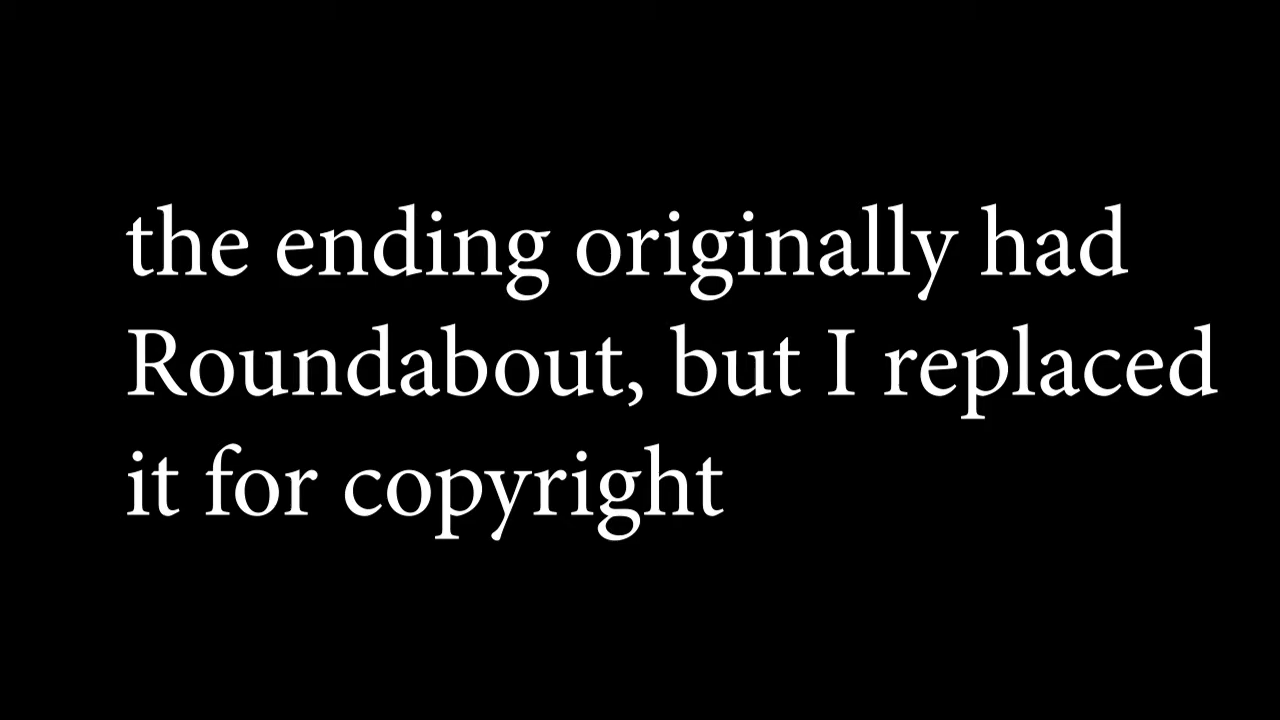 the ending originally had
Roundabout, but I replaced
it for copyright